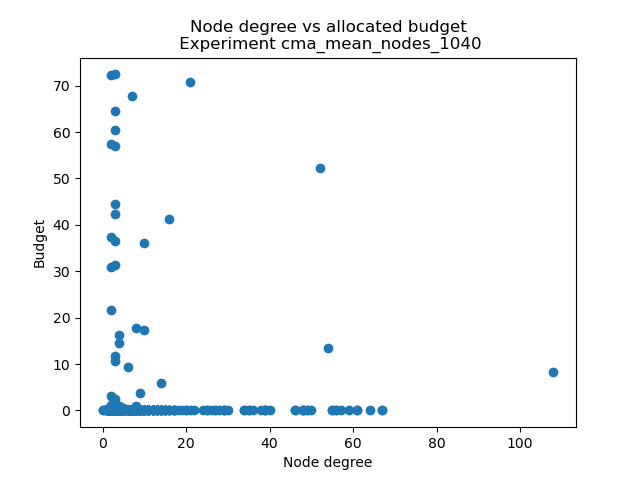 Node degree vs allocated budget
Experiment cma_mean_nodes_1040
70
60
50
40
30
20
10
0
Budget
0 20 40 60 80 100
Node degree